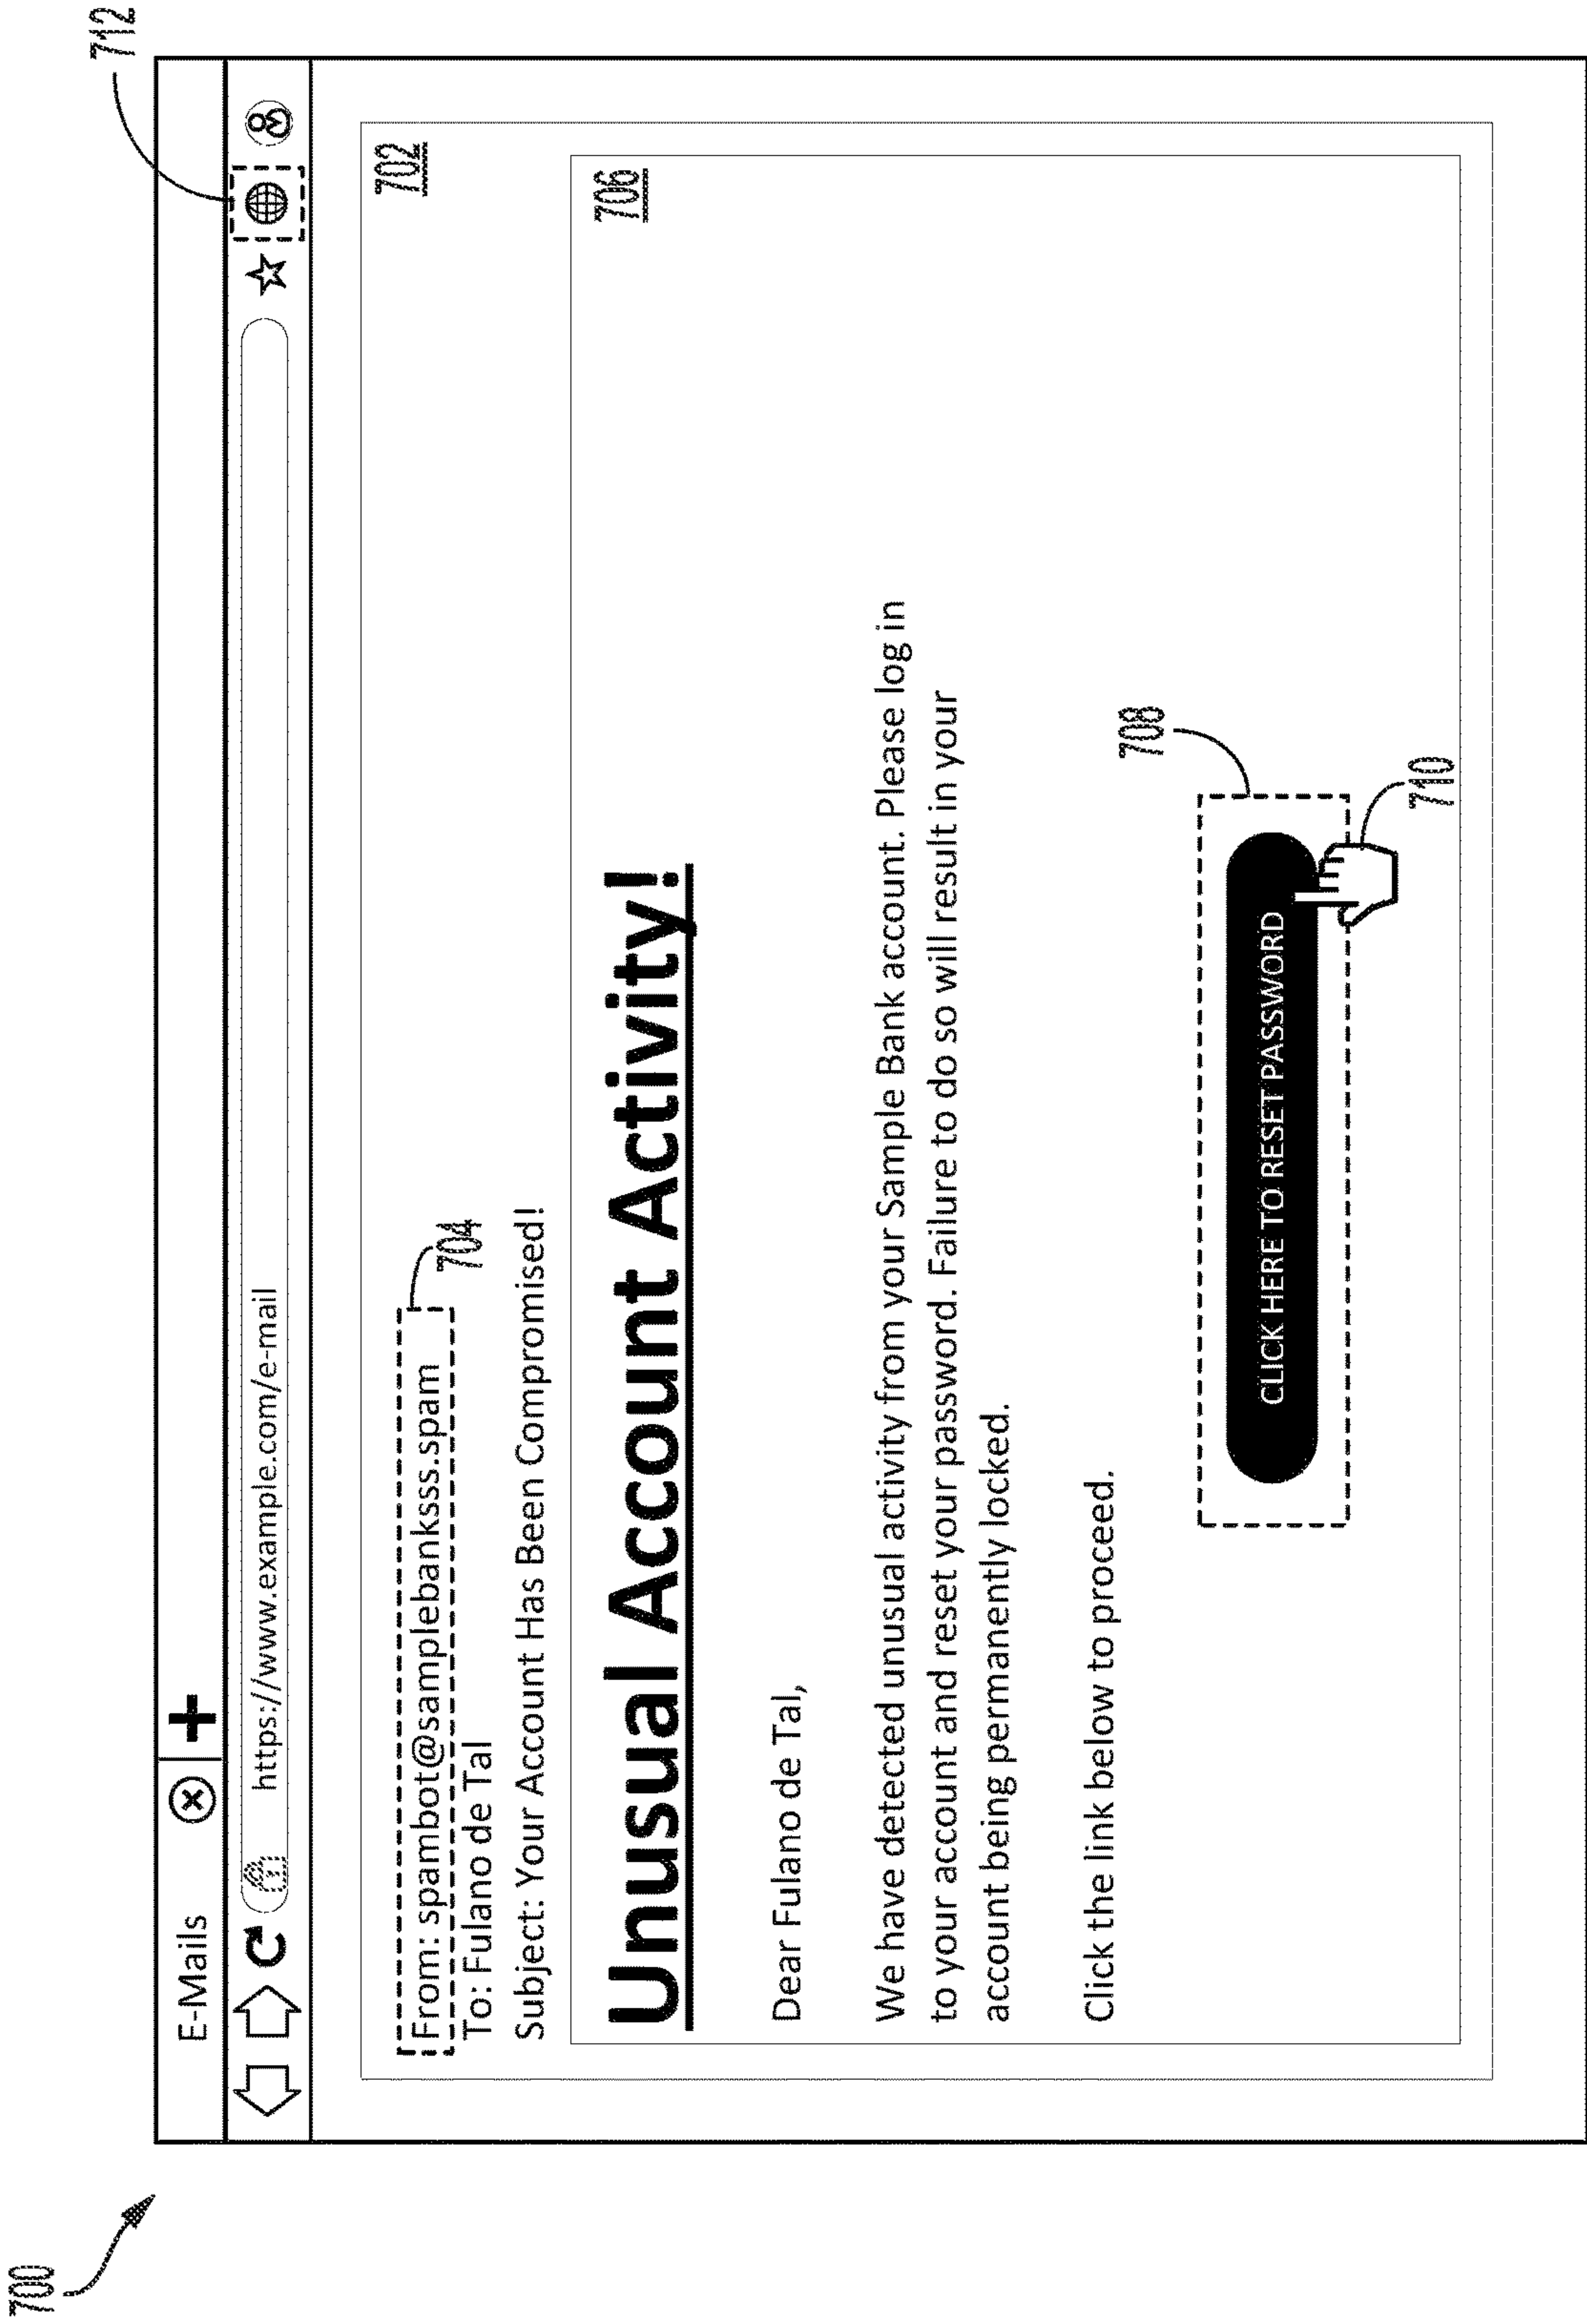 700
712
E-Mails
https://www.example.com/e-mail
702
From: spambot@samplebanksss.spam
704
To: Fulano de Tal
Subject: Your Account Has Been Compromised!
706
Unusual Account Activity!
Dear Fulano de Tal,
We have detected unusual activity from your Sample Bank account. Please log in
to your account and reset your password. Failure to do so will result in your
account being permanently locked.
Click the link below to proceed.
708
CLICK HERE TO RESET PASSWORD
710